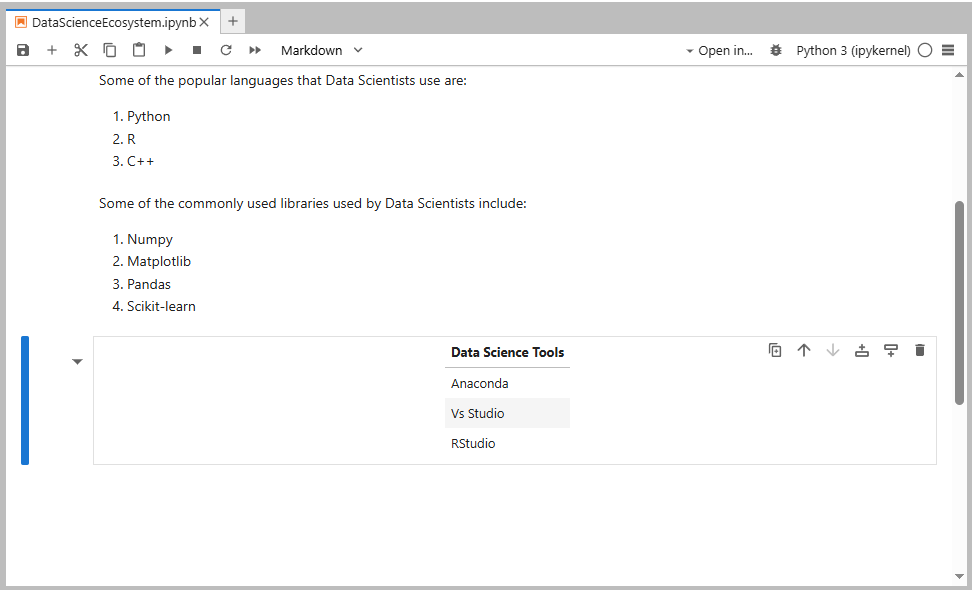 DataScienceEcosystem.ipynb
Markdown
Open in...
Python 3 (ipykernel)
Some of the popular languages that Data Scientists use are:
1. Python
2. R
3. C++
Some of the commonly used libraries used by Data Scientists include:
1. Numpy
2. Matplotlib
3. Pandas
4. Scikit-learn
Data Science Tools
Anaconda
Vs Studio
RStudio